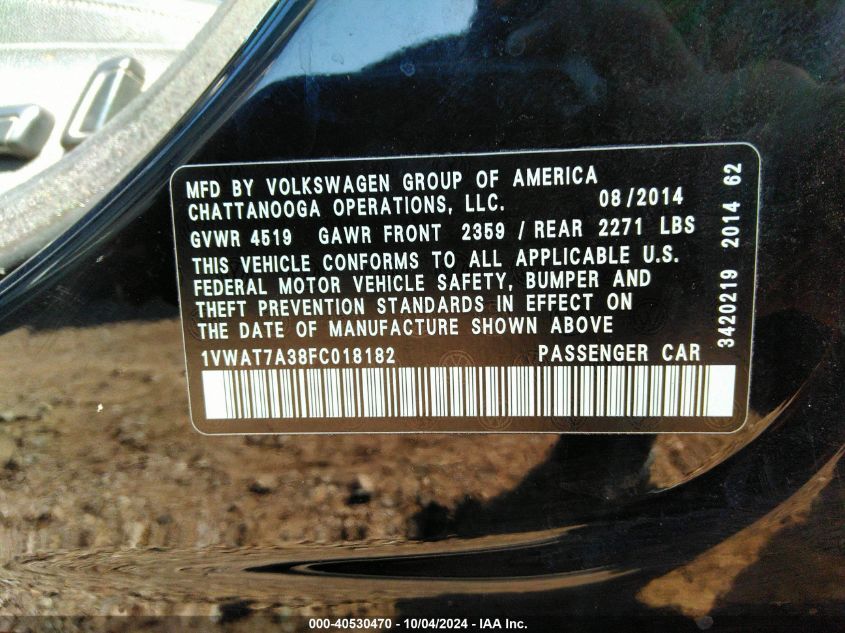 MFD BY VOLKSWAGEN GROUP OF AMERICA
CHATTANOOGA OPERATIONS, LLC. 08/2014
GVWR 4519 GAWR FRONT 2359 / REAR 2271 LBS
THIS VEHICLE CONFORMS TO ALL APPLICABLE U.S.
FEDERAL MOTOR VEHICLE SAFETY, BUMPER AND
THEFT PREVENTION STANDARDS IN EFFECT ON
THE DATE OF MANUFACTURE SHOWN ABOVE
1VWAT7A38FC018182 PASSENGER CAR
3420219 2014 62
000-40530470 - 10/04/2024 - IAA Inc.